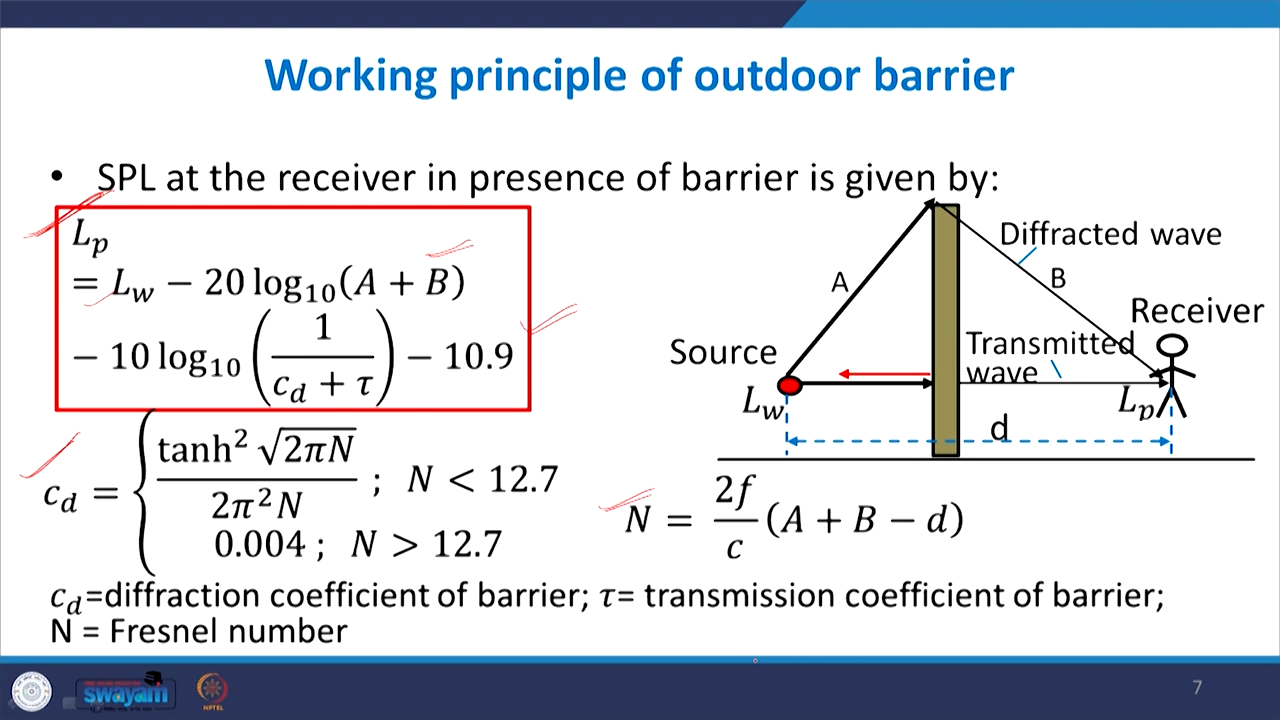 Working principle of outdoor barrier
• SPL at the receiver in presence of barrier is given by:
L_p
= L_w − 20 log₁₀(A + B)
− 10 log₁₀ (1 / (c_d + τ)) − 10.9
c_d = { tanh² √(2πN) / (2π²N) ; N < 12.7
0.004 ; N > 12.7
Diffracted wave
A
B
Receiver
Source
Transmitted
wave
L_w
L_p
d
N = (2f / c) (A + B − d)
c_d=diffraction coefficient of barrier; τ= transmission coefficient of barrier;
N = Fresnel number
swayam
NPTEL
7